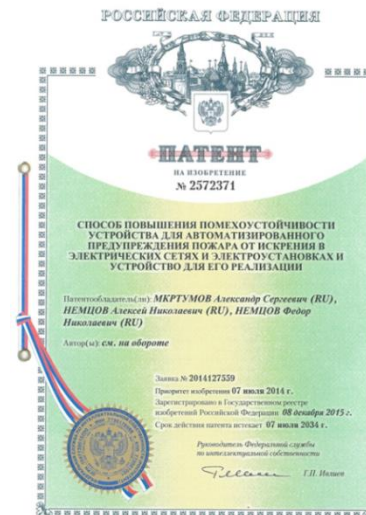 РОССИЙСКАЯ ФЕДЕРАЦИЯ
ПАТЕНТ
НА ИЗОБРЕТЕНИЕ
№ 2572371
СПОСОБ ПОВЫШЕНИЯ ПОМЕХОУСТОЙЧИВОСТИ
УСТРОЙСТВА ДЛЯ АВТОМАТИЗИРОВАННОГО
ПРЕДУПРЕЖДЕНИЯ ПОЖАРА ОТ ИСКРЕНИЯ В
ЭЛЕКТРИЧЕСКИХ СЕТЯХ И ЭЛЕКТРОУСТАНОВКАХ И
УСТРОЙСТВО ДЛЯ ЕГО РЕАЛИЗАЦИИ
Патентообладатель(ли): МКРТУМОВ Александр Сергеевич (RU),
НЕМЦОВ Алексей Николаевич (RU), НЕМЦОВ Федор
Николаевич (RU)
Автор(ы): см. на обороте
Заявка № 2014127559
Приоритет изобретения 07 июля 2014 г.
Зарегистрировано в Государственном реестре
изобретений Российской Федерации 08 декабря 2015 г.
Срок действия патента истекает 07 июля 2034 г.
Руководитель Федеральной службы
по интеллектуальной собственности
Г.П. Ивлиев